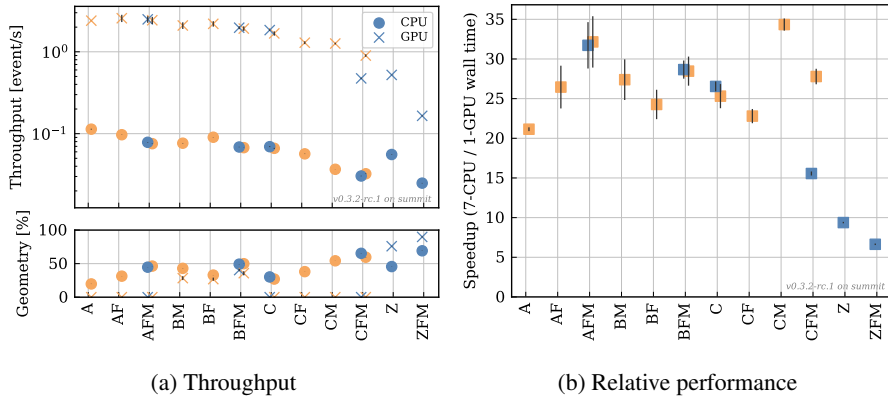 Throughput [event/s]
10⁰
10⁻¹
CPU
GPU
v0.3.2-rc.1 on summit
Geometry [%]
100
50
0
A
AF
AFM
BM
BF
BFM
C
CF
CM
CFM
Z
ZFM
(a) Throughput
Speedup (7-CPU / 1-GPU wall time)
35
30
25
20
15
10
5
0
v0.3.2-rc.1 on summit
A
AF
AFM
BM
BF
BFM
C
CF
CM
CFM
Z
ZFM
(b) Relative performance